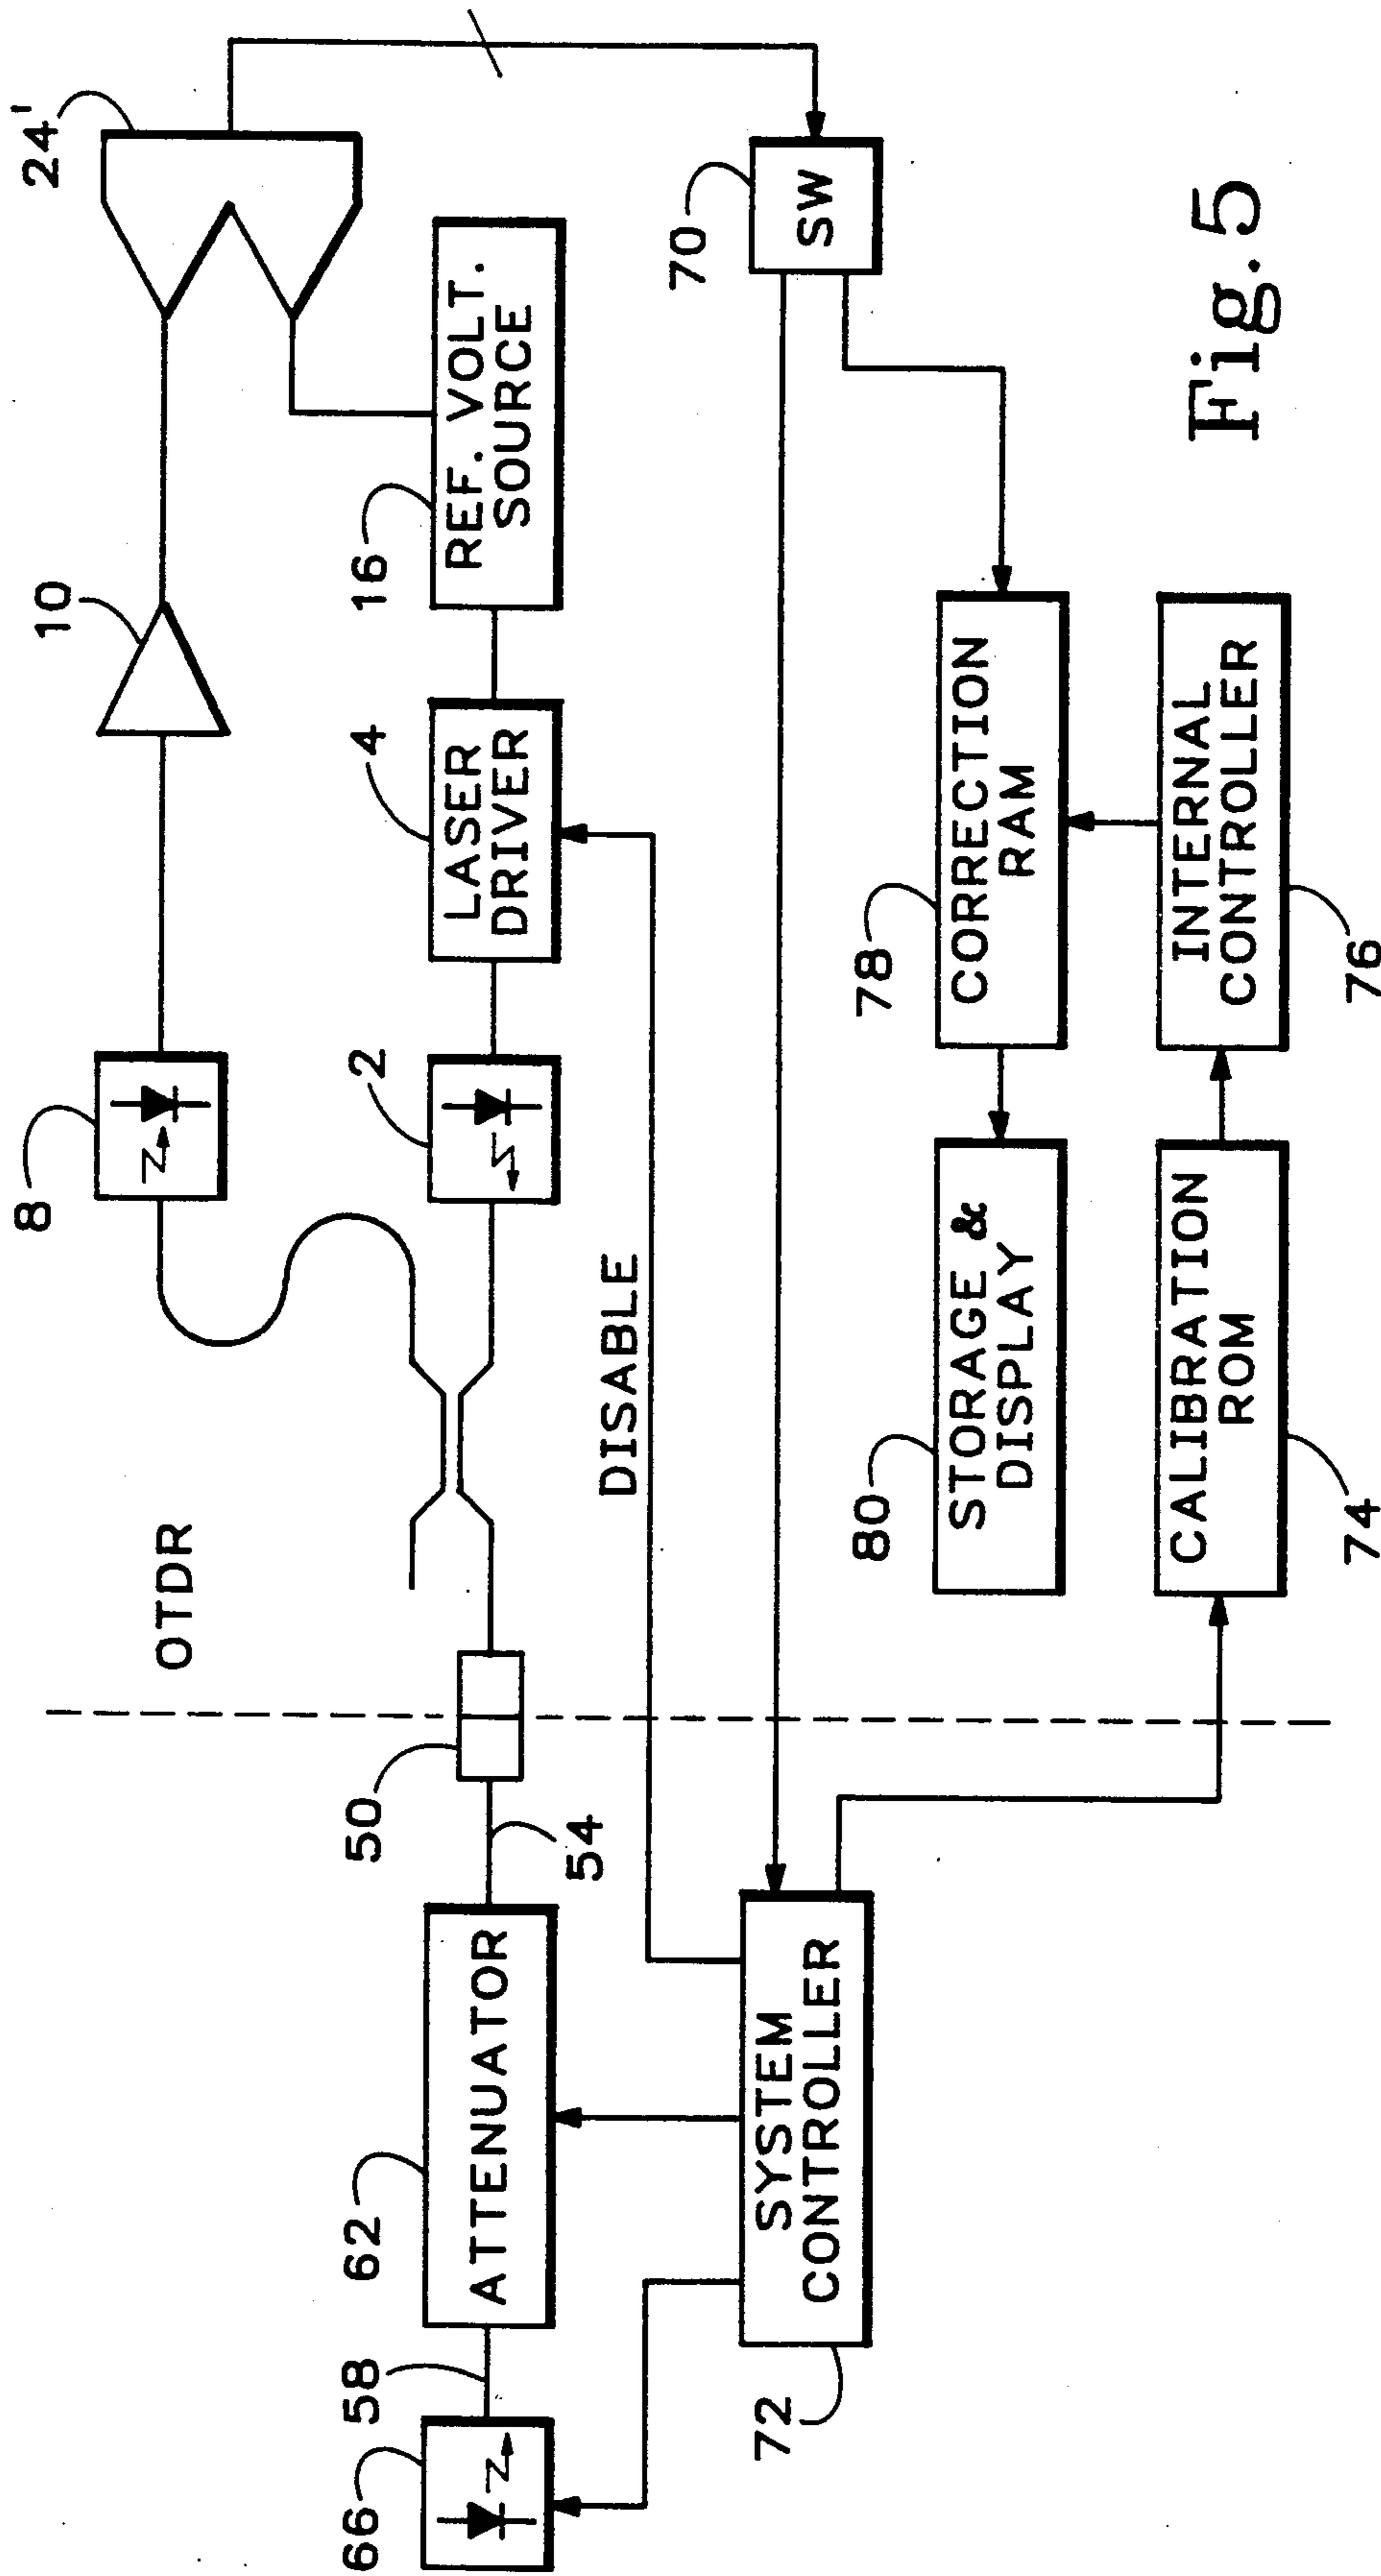 OTDR
8
10
24'
2
4
LASER
DRIVER
16
REF. VOLT.
SOURCE
66
58
62
ATTENUATOR
54
50
DISABLE
72
SYSTEM
CONTROLLER
70
SW
80
STORAGE &
DISPLAY
78
CORRECTION
RAM
CALIBRATION
ROM
74
INTERNAL
CONTROLLER
76
Fig. 5